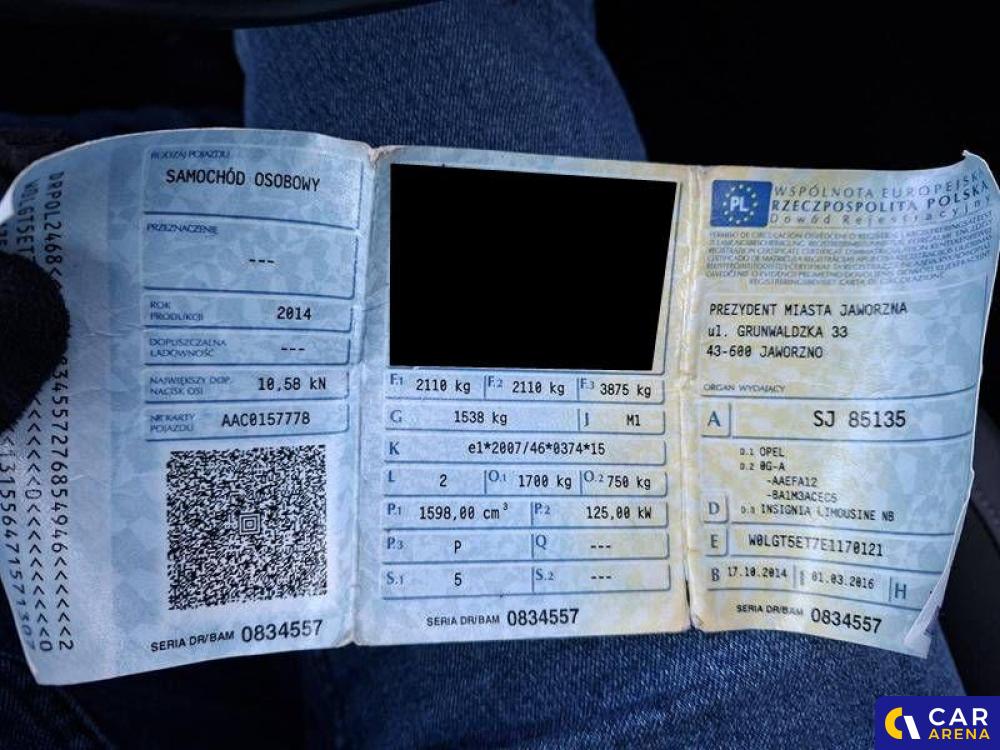 RODZAJ POJAZDU
SAMOCHÓD OSOBOWY
PRZEZNACZENIE
---
ROK PRODUKCJI 2014
DOPUSZCZALNA ŁADOWNOŚĆ ---
NAJWIĘKSZY DOP. NACISK OSI 10,58 kN
NR KARTY POJAZDU AAC0157778
SERIA DR/BAM 0834557
F.1 2110 kg F.2 2110 kg F.3 3875 kg
G 1538 kg J M1
K e1*2007/46*0374*15
L 2 O.1 1700 kg O.2 750 kg
P.1 1598,00 cm³ P.2 125,00 kW
P.3 P Q ---
S.1 5 S.2 ---
SERIA DR/BAM 0834557
PL
WSPÓLNOTA EUROPEJSKA
RZECZPOSPOLITA POLSKA
Dowód Rejestracyjny
PREZYDENT MIASTA JAWORZNA
ul. GRUNWALDZKA 33
43-600 JAWORZNO
ORGAN WYDAJĄCY
A SJ 85135
D.1 OPEL
D.2 0G-A
-AAEFA12
-BA1M3ACEC5
D D.3 INSIGNIA LIMOUSINE NB
E W0LGT5ET7E1170121
B 17.10.2014 01.03.2016 H
SERIA DR/BAM 0834557
CAR
ARENA